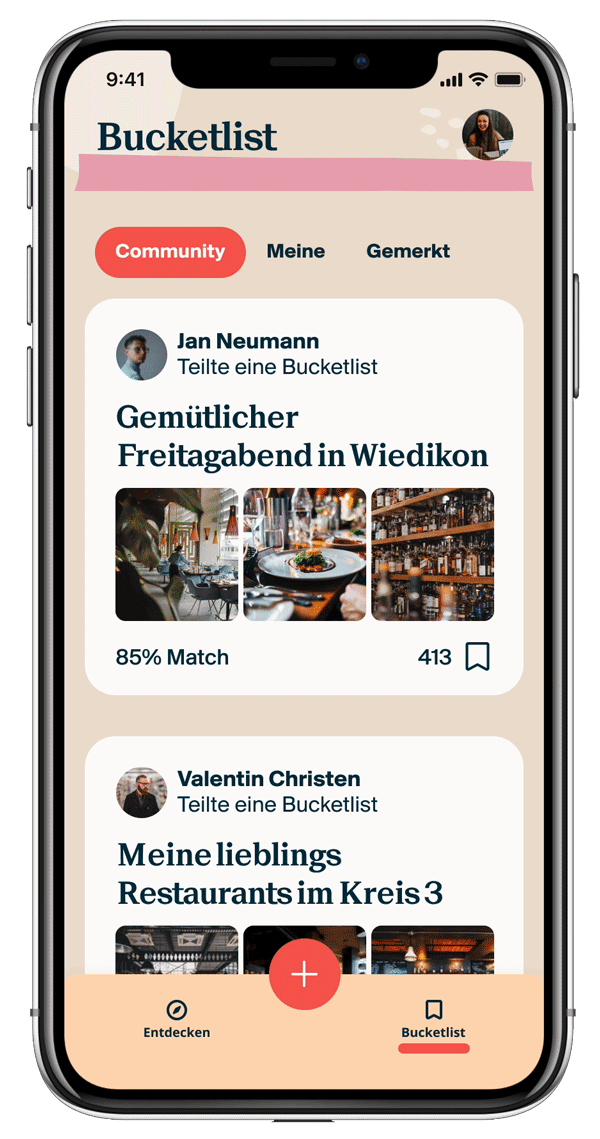 9:41
Bucketlist
Community Meine Gemerkt
Jan Neumann
Teilte eine Bucketlist
Gemütlicher
Freitagabend in Wiedikon
85% Match 413
Valentin Christen
Teilte eine Bucketlist
Meine lieblings
Restaurants im Kreis 3
Entdecken Bucketlist